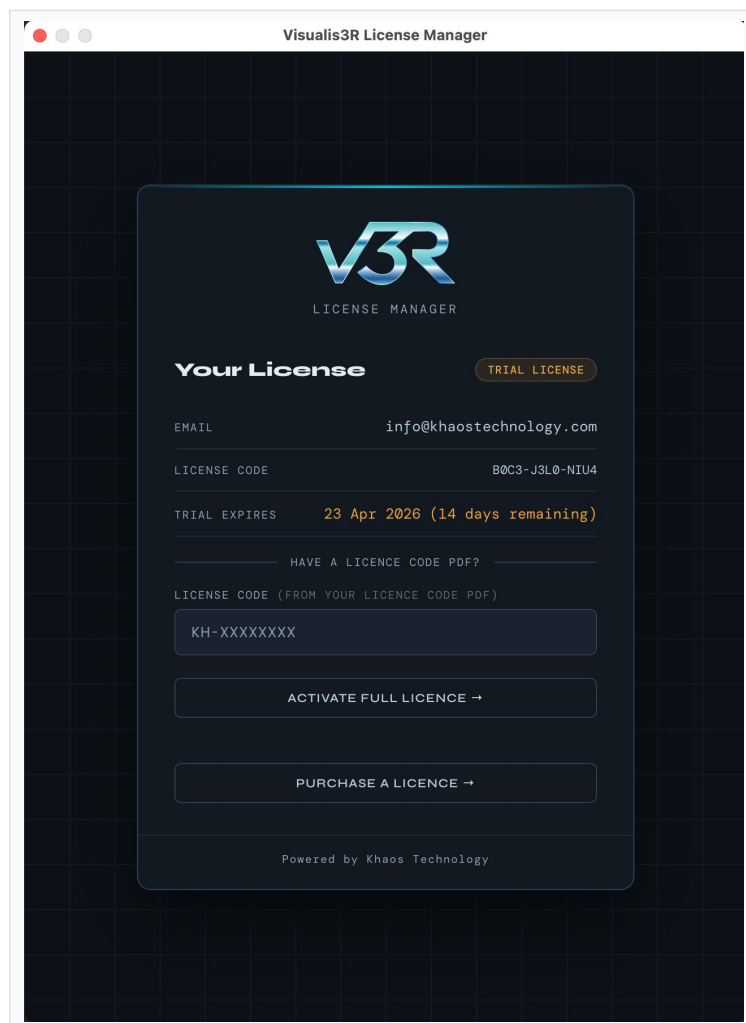 Visualis3R License Manager
V3R
LICENSE MANAGER
Your License
TRIAL LICENSE
EMAIL info@khaostechnology.com
LICENSE CODE B0C3-J3L0-NIU4
TRIAL EXPIRES 23 Apr 2026 (14 days remaining)
HAVE A LICENCE CODE PDF?
LICENSE CODE (FROM YOUR LICENCE CODE PDF)
KH-XXXXXXXX
ACTIVATE FULL LICENCE →
PURCHASE A LICENCE →
Powered by Khaos Technology